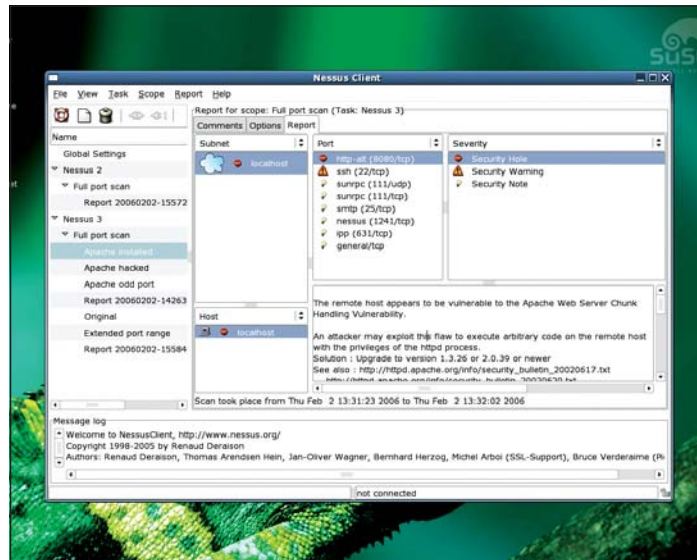 SUSE
Nessus Client
File View Task Scope Report Help
Report for scope: Full port scan (Task: Nessus 3)
Comments Options Report
Name
Global Settings
Nessus 2
Full port scan
Report 20060202-15572
Nessus 3
Full port scan
Apache installed
Apache hacked
Apache odd port
Report 20060202-14263
Original
Extended port range
Report 20060202-15584
Subnet
localhost
Host
localhost
Port
http-alt (8080/tcp)
ssh (22/tcp)
sunrpc (111/udp)
sunrpc (111/tcp)
smtp (25/tcp)
nessus (1241/tcp)
ipp (631/tcp)
general/tcp
Severity
Security Hole
Security Warning
Security Note
The remote host appears to be vulnerable to the Apache Web Server Chunk
Handling Vulnerability.
An attacker may exploit this flaw to execute arbitrary code on the remote host
with the privileges of the httpd process.
Solution : Upgrade to version 1.3.26 or 2.0.39 or newer
See also : http://httpd.apache.org/info/security_bulletin_20020617.txt
http://httpd.apache.org/info/security_bulletin_20020620.txt
Scan took place from Thu Feb 2 13:31:23 2006 to Thu Feb 2 13:32:02 2006
Message log
Welcome to NessusClient, http://www.nessus.org/
Copyright 1998-2005 by Renaud Deraison
Authors: Renaud Deraison, Thomas Arendsen Hein, Jan-Oliver Wagner, Bernhard Herzog, Michel Arboi (SSL-Support), Bruce Verderaime
not connected